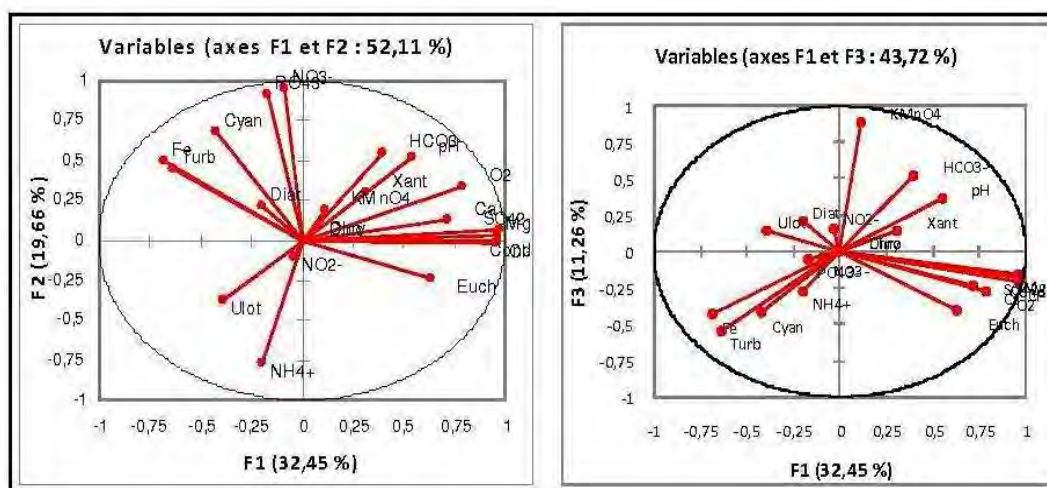 Variables (axes F1 et F2 : 52,11 %)
1
0,75
0,5
0,25
0
-0,25
-0,5
-0,75
-1
F2 (19,66 %)
NO3-
Cyan
HCO3-
pH
Fe
Turb
O2
Xant
Diat
KMnO4
Ca
Mg
NO2-
Euch
Ulot
NH4+
-1 -0,75 -0,5 -0,25 0 0,25 0,5 0,75 1
F1 (32,45 %)
Variables (axes F1 et F3 : 43,72 %)
1
0,75
0,5
0,25
0
-0,25
-0,5
-0,75
-1
F3 (11,26 %)
KMnO4
HCO3-
pH
Diat
NO2-
Ulot
Xant
NH4+
O2
Fe
Cyan
Euch
Turb
-1 -0,75 -0,5 -0,25 0 0,25 0,5 0,75 1
F1 (32,45 %)